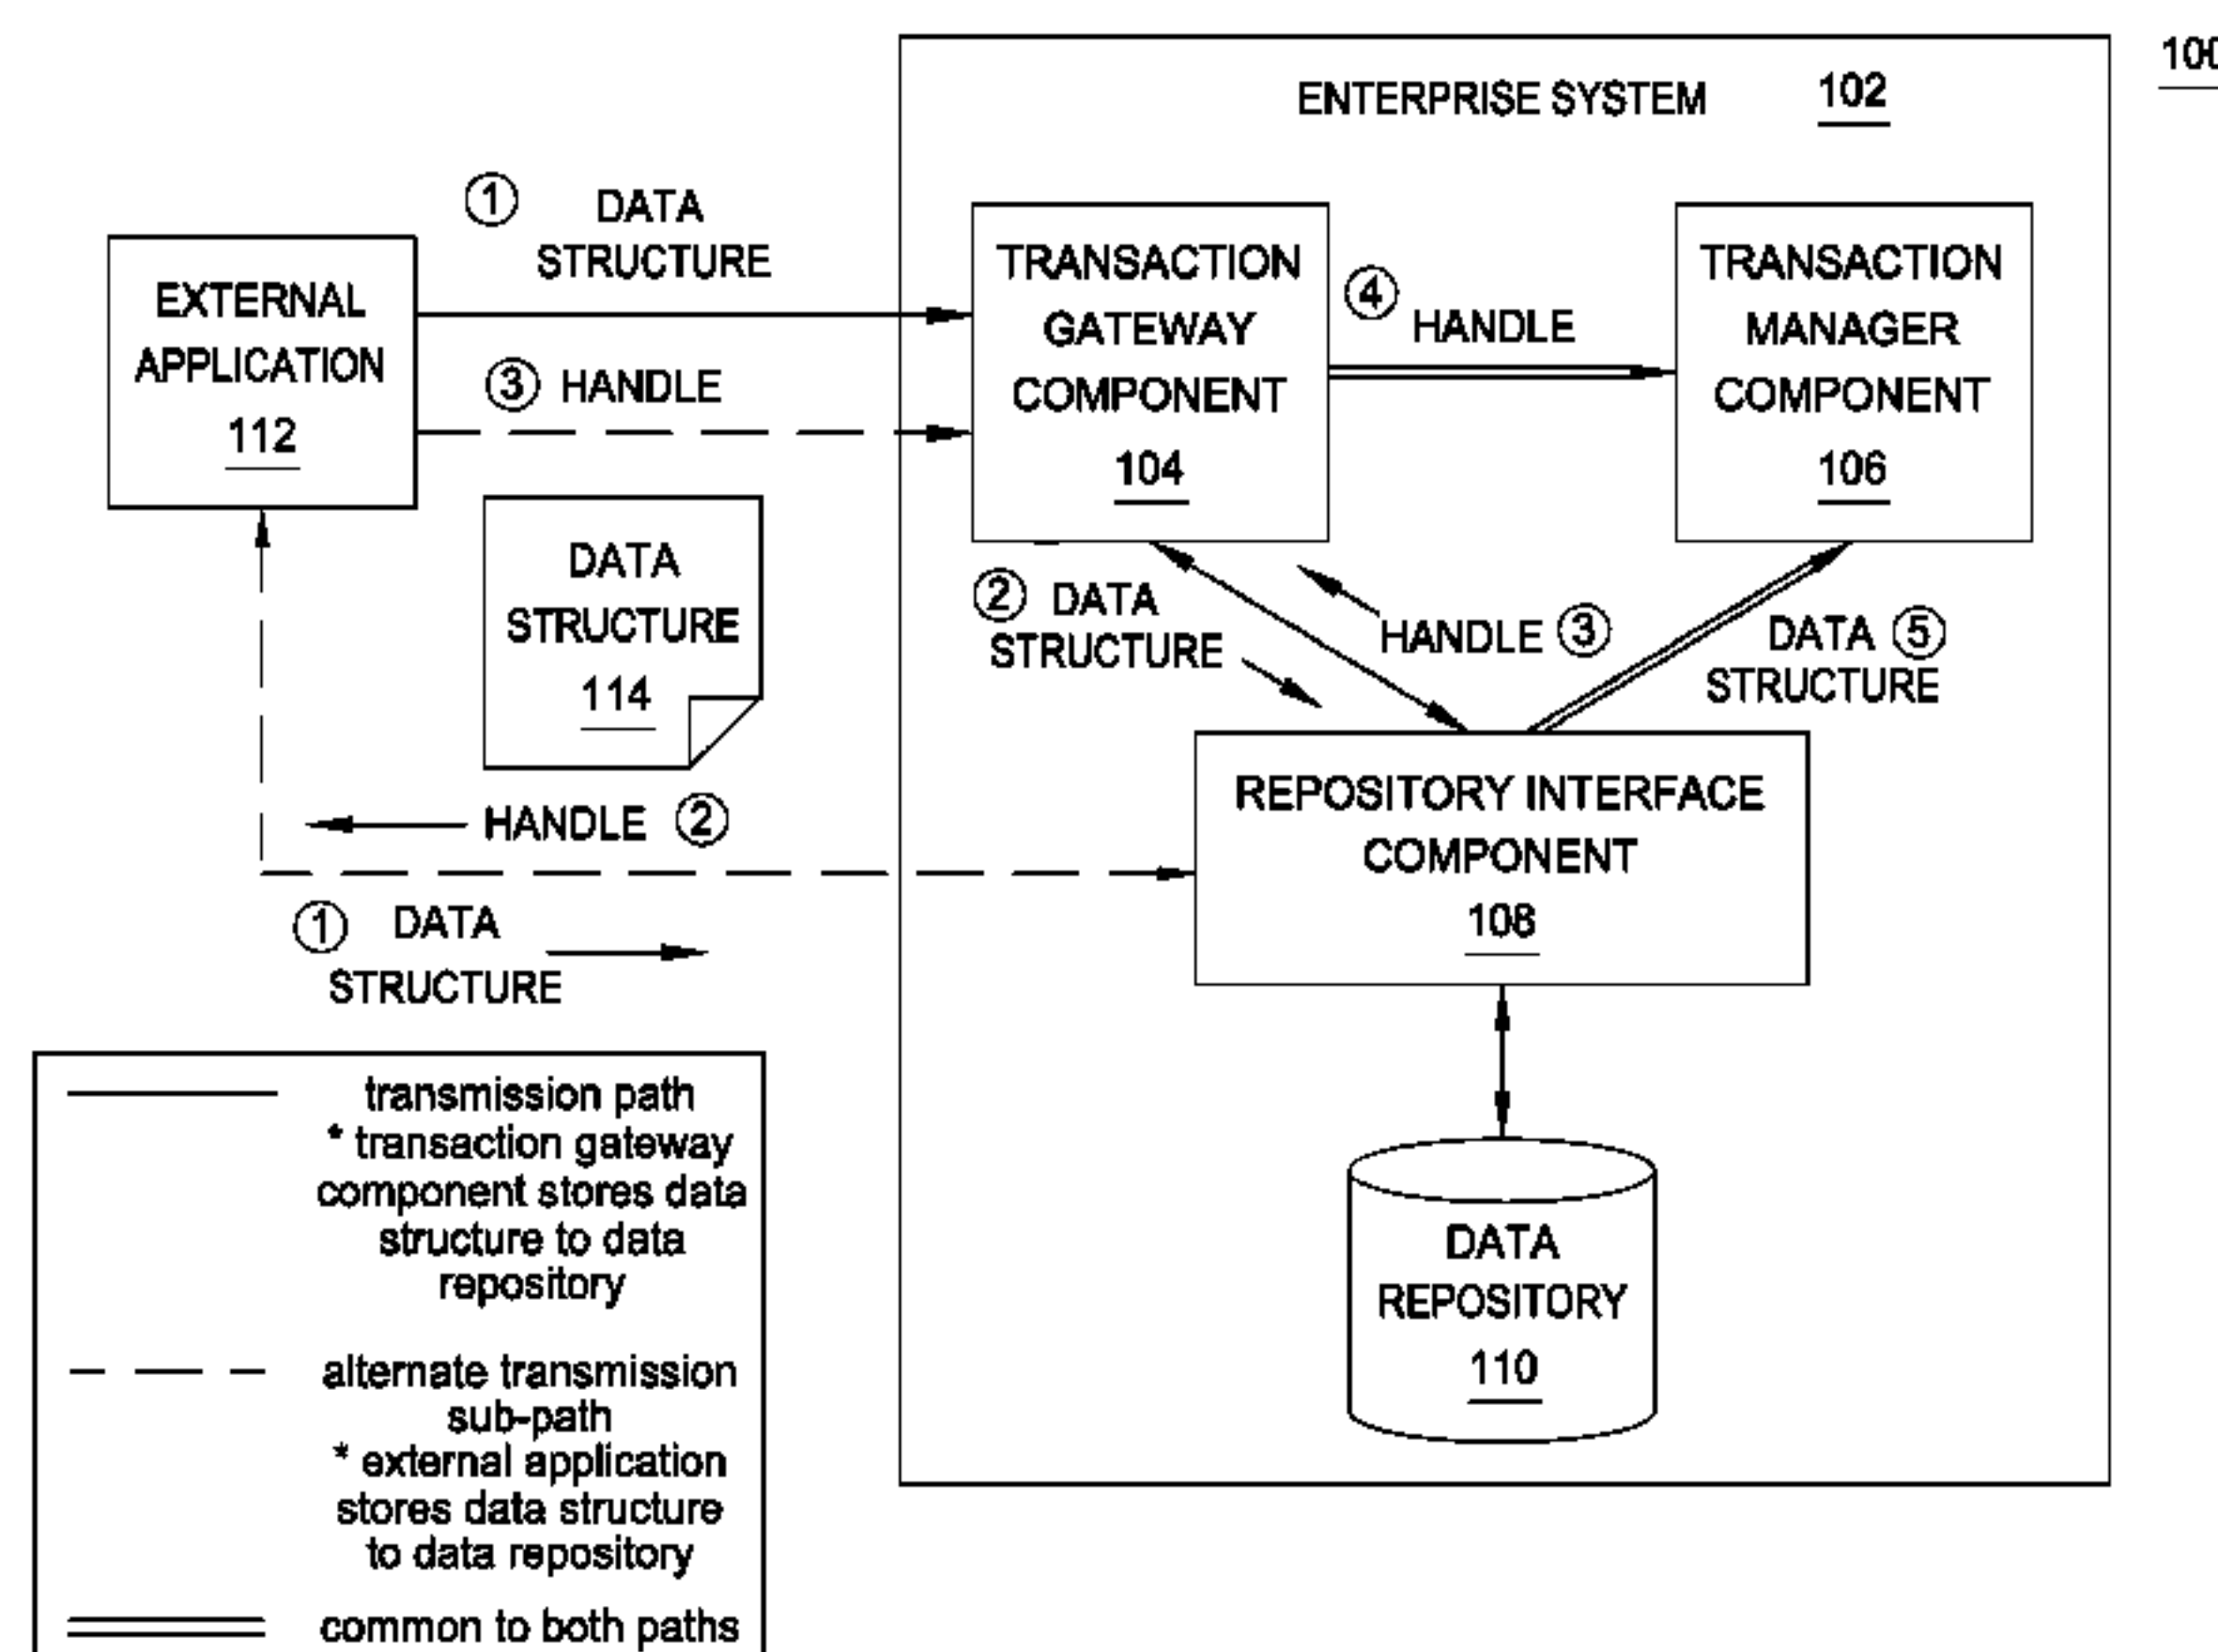 100
ENTERPRISE SYSTEM 102
① DATA
STRUCTURE
EXTERNAL
APPLICATION
112
③ HANDLE
TRANSACTION
GATEWAY
COMPONENT
104
④ HANDLE
TRANSACTION
MANAGER
COMPONENT
106
DATA
STRUCTURE
114
② DATA
STRUCTURE
HANDLE ③
DATA ⑤
STRUCTURE
HANDLE ②
① DATA
STRUCTURE
REPOSITORY INTERFACE
COMPONENT
108
DATA
REPOSITORY
110
transmission path
* transaction gateway
component stores data
structure to data
repository
alternate transmission
sub-path
* external application
stores data structure
to data repository
common to both paths